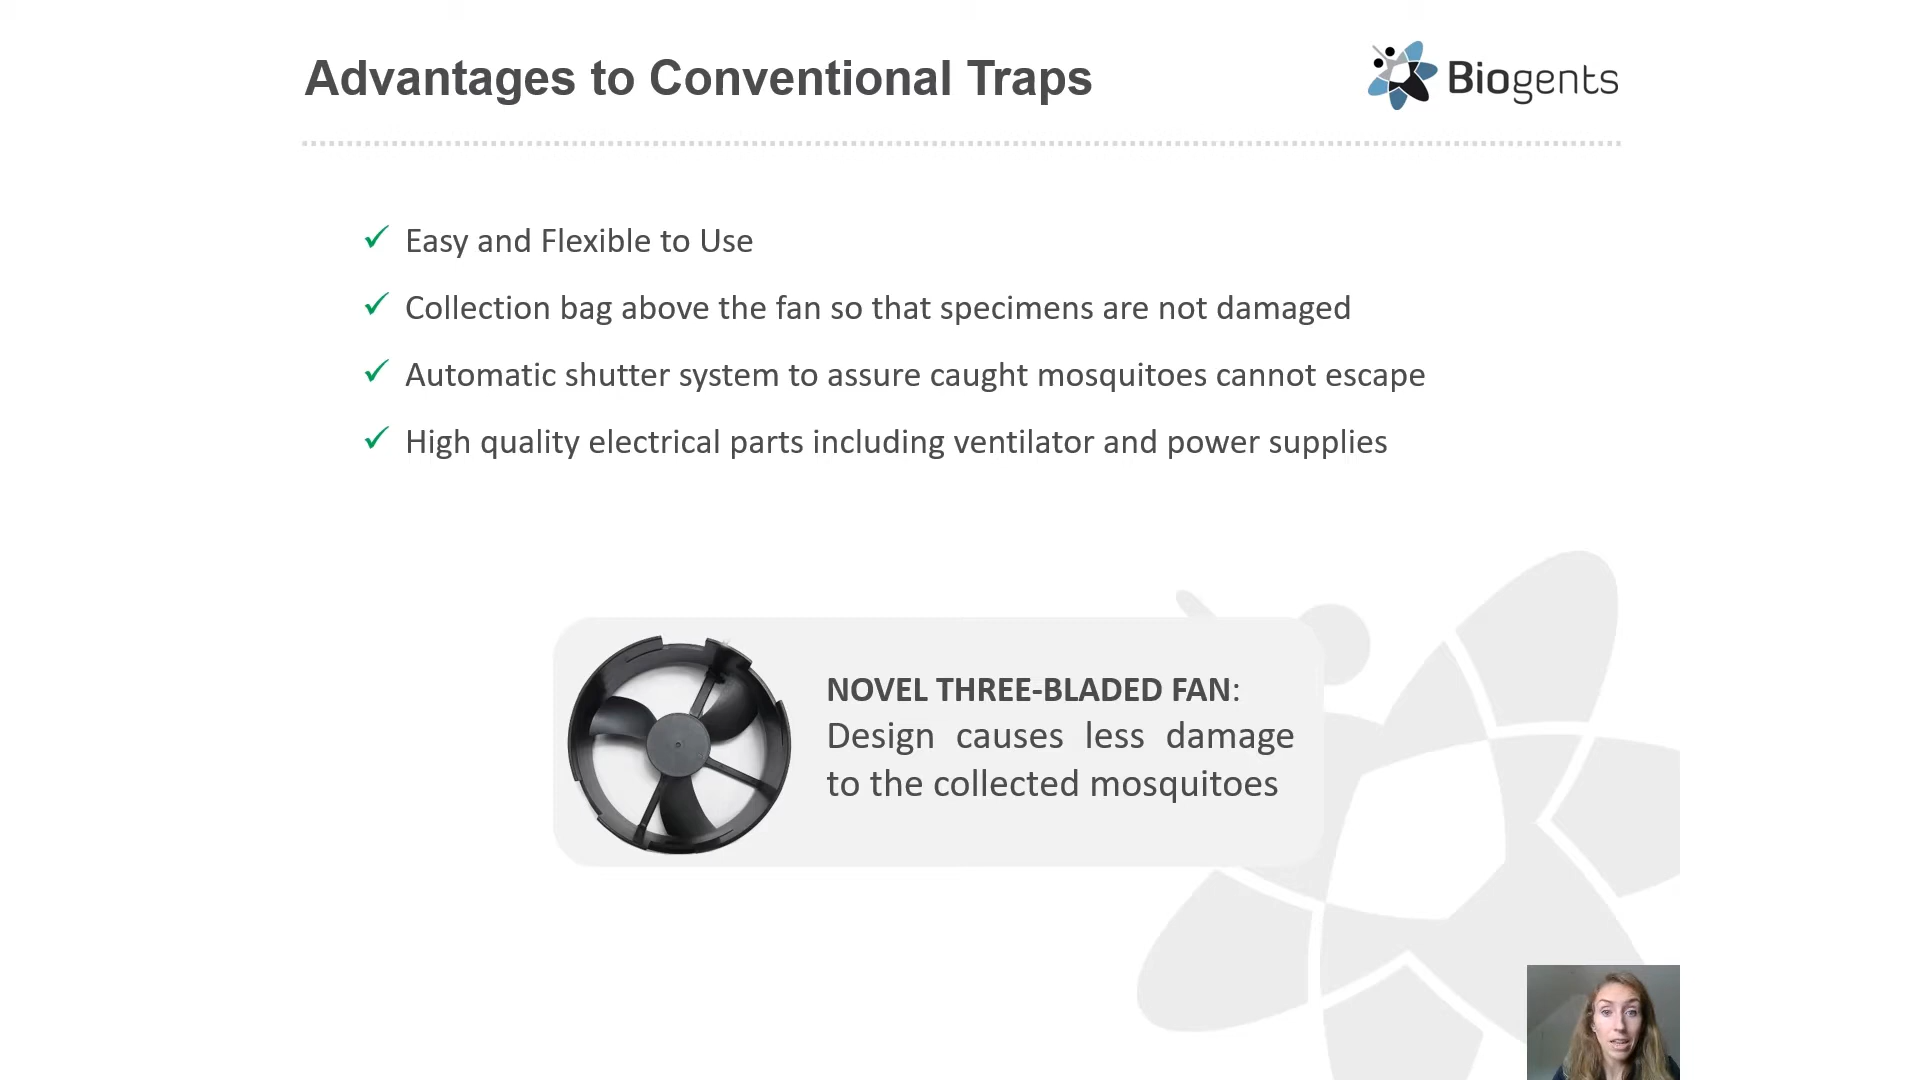 Advantages to Conventional Traps
Biogents
✓ Easy and Flexible to Use
✓ Collection bag above the fan so that specimens are not damaged
✓ Automatic shutter system to assure caught mosquitoes cannot escape
✓ High quality electrical parts including ventilator and power supplies
NOVEL THREE-BLADED FAN:
Design causes less damage
to the collected mosquitoes